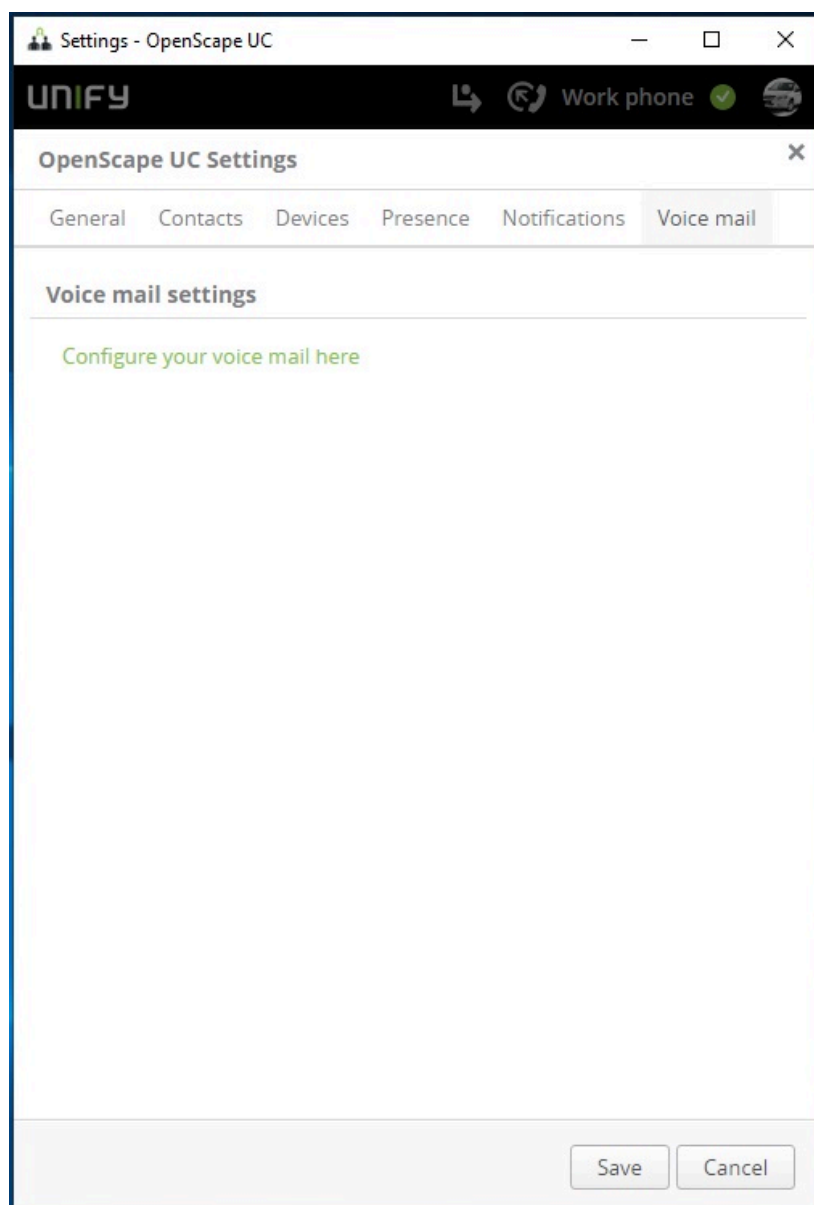 Settings - OpenScape UC
UNIFY Work phone
OpenScape UC Settings
General Contacts Devices Presence Notifications Voice mail
Voice mail settings
Configure your voice mail here
Save Cancel